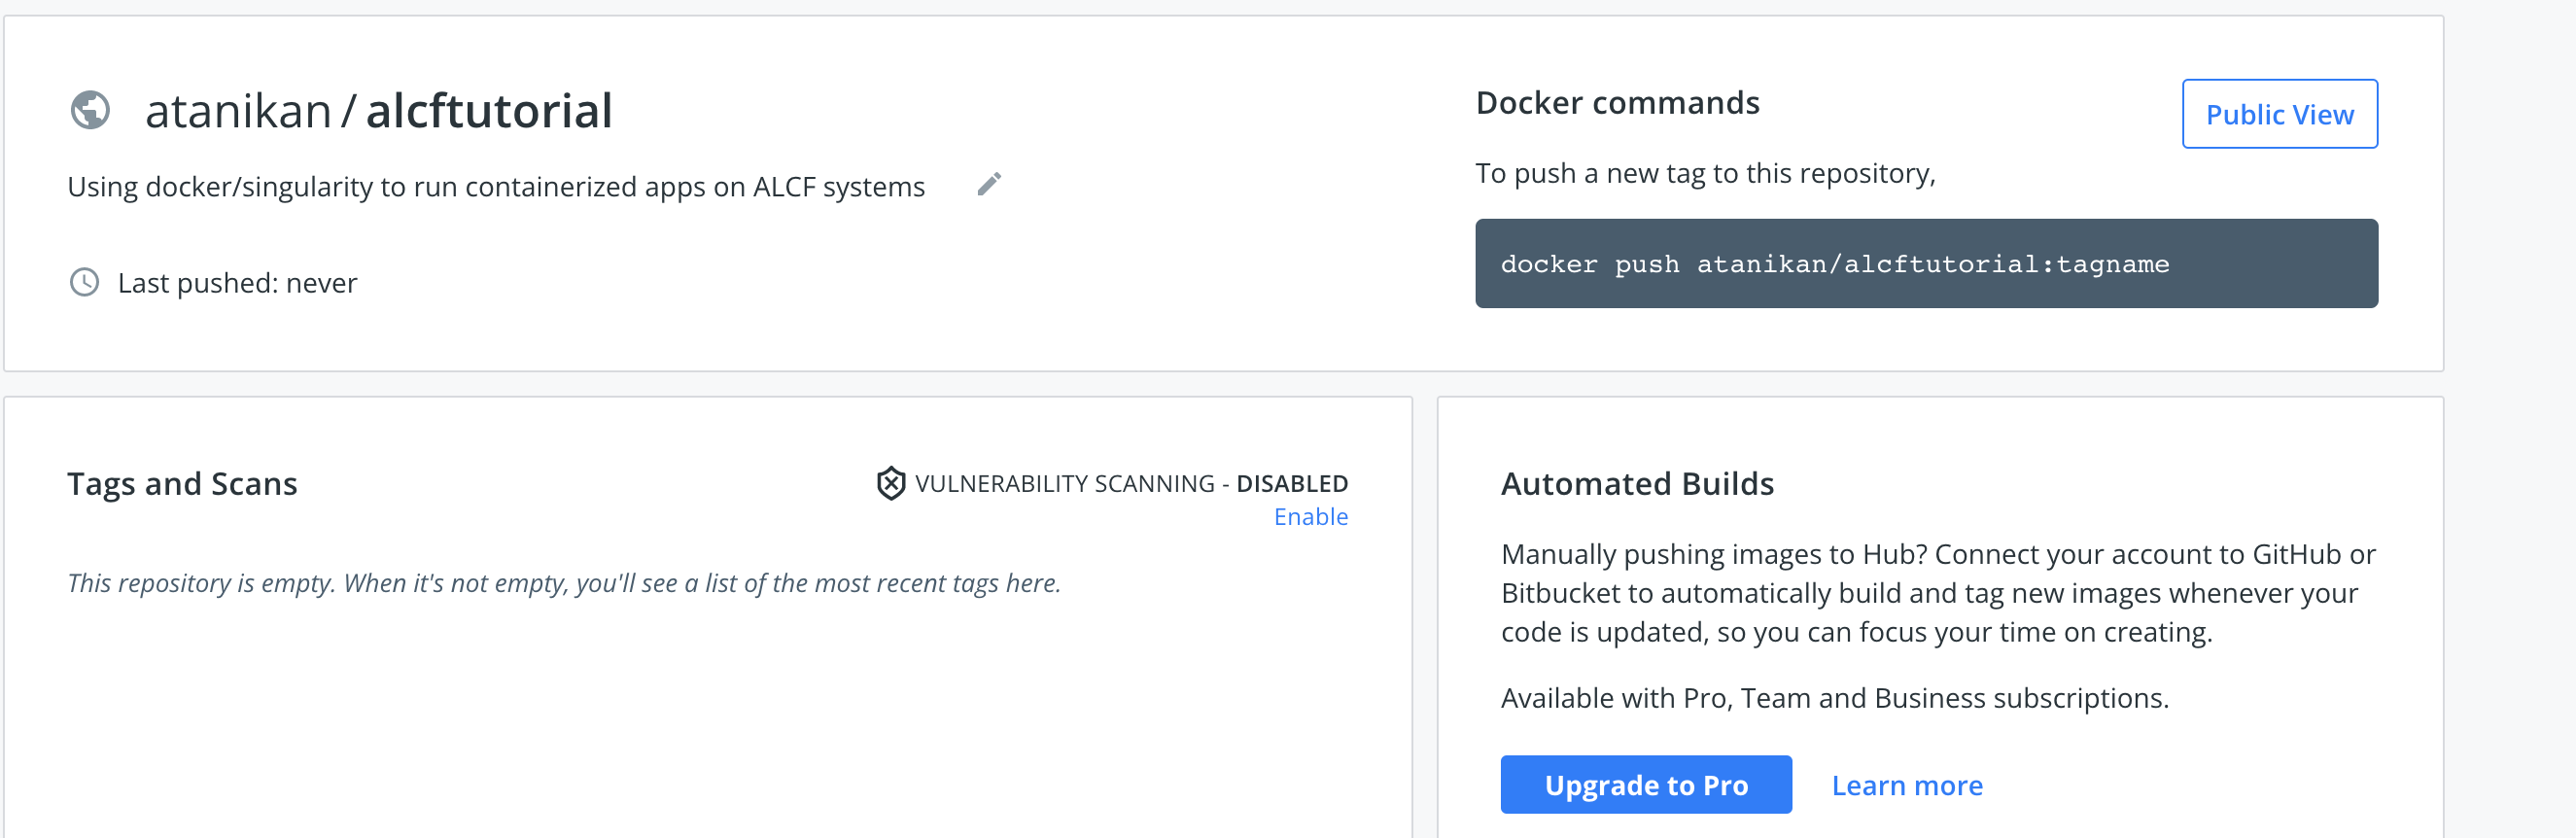 atanikan / alcftutorial
Using docker/singularity to run containerized apps on ALCF systems
Last pushed: never
Docker commands
Public View
To push a new tag to this repository,
docker push atanikan/alcftutorial:tagname
Tags and Scans
VULNERABILITY SCANNING - DISABLED
Enable
This repository is empty. When it's not empty, you'll see a list of the most recent tags here.
Automated Builds
Manually pushing images to Hub? Connect your account to GitHub or
Bitbucket to automatically build and tag new images whenever your
code is updated, so you can focus your time on creating.
Available with Pro, Team and Business subscriptions.
Upgrade to Pro
Learn more